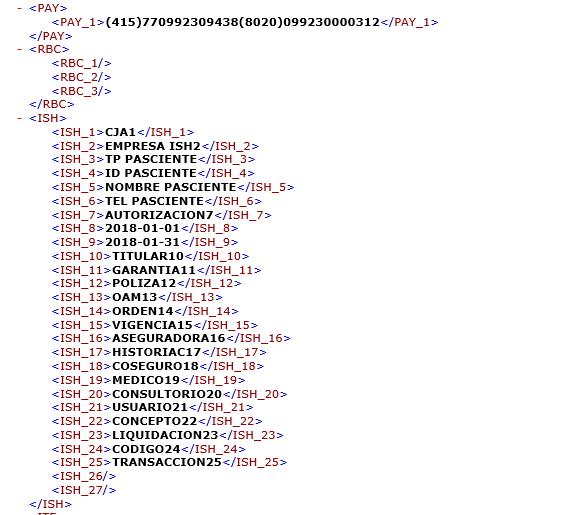 - <PAY>
<PAY_1>(415)770992309438(8020)099230000312</PAY_1>
</PAY>
- <RBC>
<RBC_1/>
<RBC_2/>
<RBC_3/>
</RBC>
- <ISH>
<ISH_1>CJA1</ISH_1>
<ISH_2>EMPRESA ISH2</ISH_2>
<ISH_3>TP PASCIENTE</ISH_3>
<ISH_4>ID PASCIENTE</ISH_4>
<ISH_5>NOMBRE PASCIENTE</ISH_5>
<ISH_6>TEL PASCIENTE</ISH_6>
<ISH_7>AUTORIZACION7</ISH_7>
<ISH_8>2018-01-01</ISH_8>
<ISH_9>2018-01-31</ISH_9>
<ISH_10>TITULAR10</ISH_10>
<ISH_11>GARANTIA11</ISH_11>
<ISH_12>POLIZA12</ISH_12>
<ISH_13>OAM13</ISH_13>
<ISH_14>ORDEN14</ISH_14>
<ISH_15>VIGENCIA15</ISH_15>
<ISH_16>ASEGURADORA16</ISH_16>
<ISH_17>HISTORIAC17</ISH_17>
<ISH_18>COSEGURO18</ISH_18>
<ISH_19>MEDICO19</ISH_19>
<ISH_20>CONSULTORIO20</ISH_20>
<ISH_21>USUARIO21</ISH_21>
<ISH_22>CONCEPTO22</ISH_22>
<ISH_23>LIQUIDACION23</ISH_23>
<ISH_24>CODIGO24</ISH_24>
<ISH_25>TRANSACCION25</ISH_25>
<ISH_26/>
<ISH_27/>
</ISH>